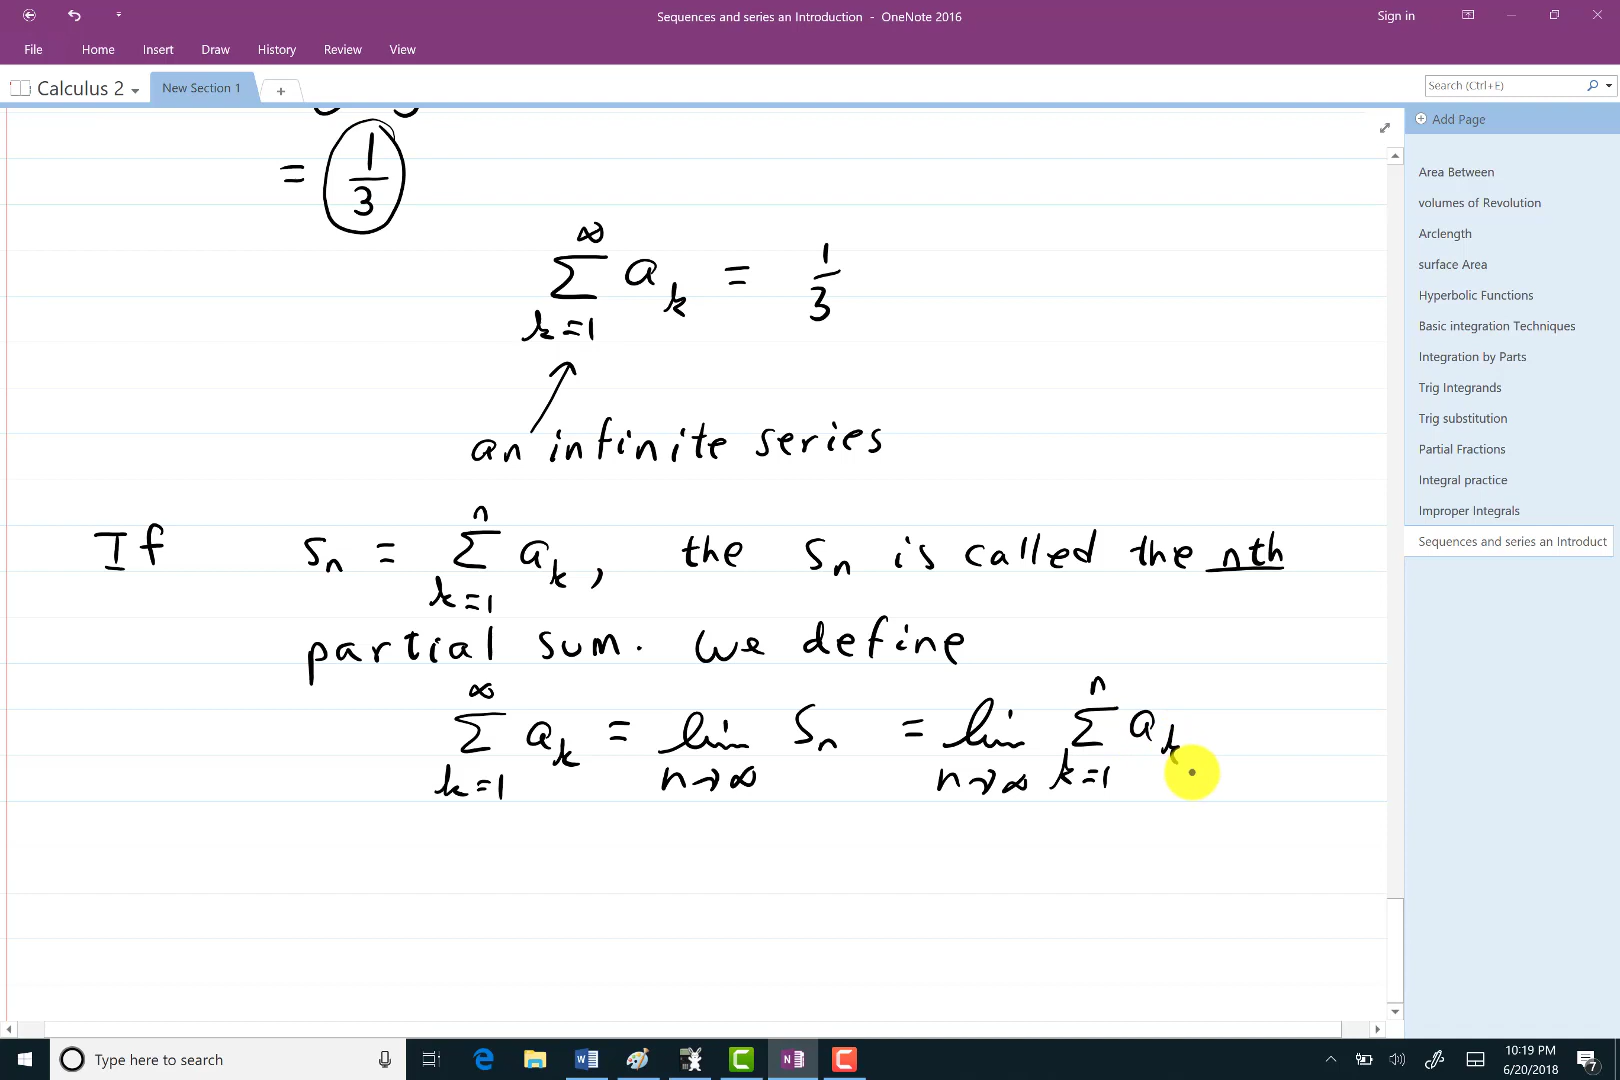 Sequences and series an Introduction - OneNote 2016
Sign in
File Home Insert Draw History Review View
Calculus 2
New Section 1
+
Search (Ctrl+E)
Add Page
Area Between
volumes of Revolution
Arclength
surface Area
Hyperbolic Functions
Basic integration Techniques
Integration by Parts
Trig Integrands
Trig substitution
Partial Fractions
Integral practice
Improper Integrals
Sequences and series an Introduct
= 1/3
∞
∑ a_k = 1/3
k=1
an infinite series
n
If s_n = ∑ a_k, the s_n is called the nth
k=1
partial sum. We define
∞ n
∑ a_k = lim s_n = lim ∑ a_k
k=1 n→∞ n→∞ k=1
Type here to search
10:19 PM
6/20/2018
7